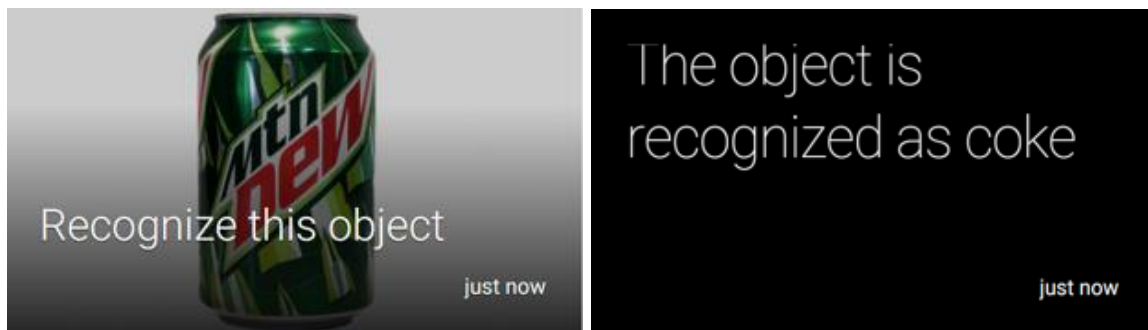 Mtn
Dew
Recognize this object
just now
The object is
recognized as coke
just now